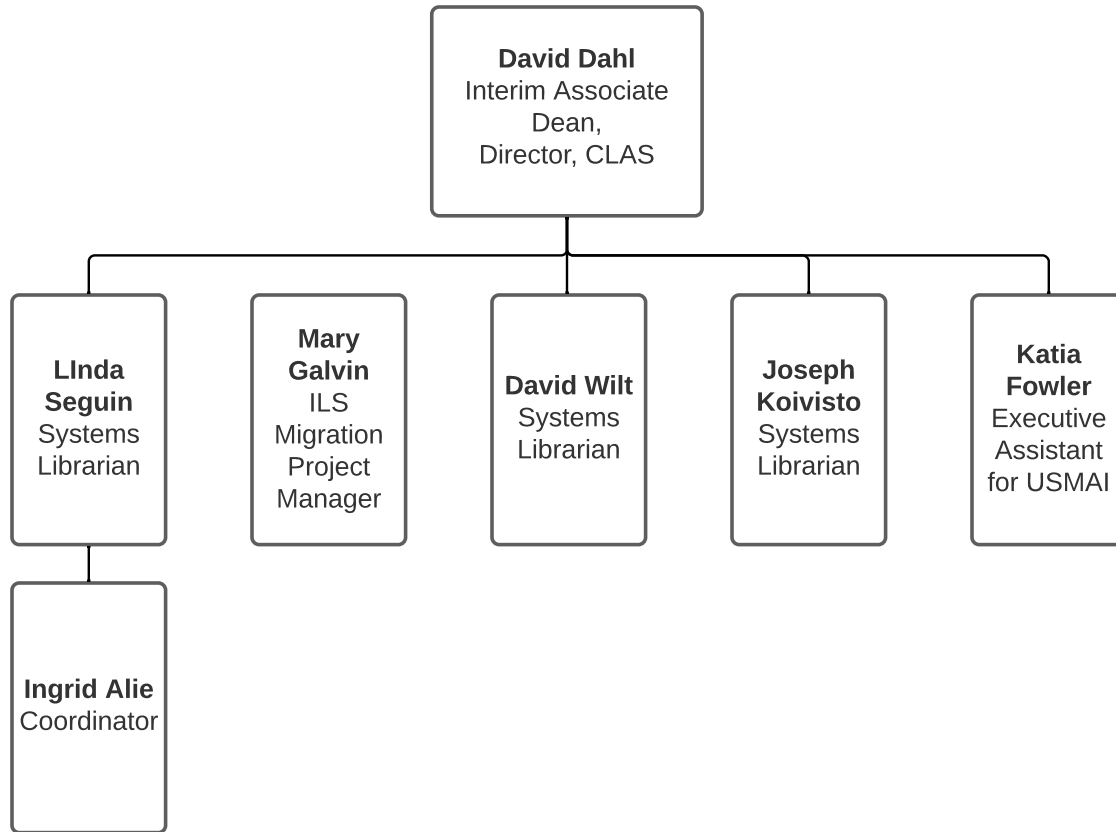 David Dahl
Interim Associate
Dean,
Director, CLAS
LInda
Seguin
Systems
Librarian
Mary
Galvin
ILS
Migration
Project
Manager
David Wilt
Systems
Librarian
Joseph
Koivisto
Systems
Librarian
Katia
Fowler
Executive
Assistant
for USMAI
Ingrid Alie
Coordinator